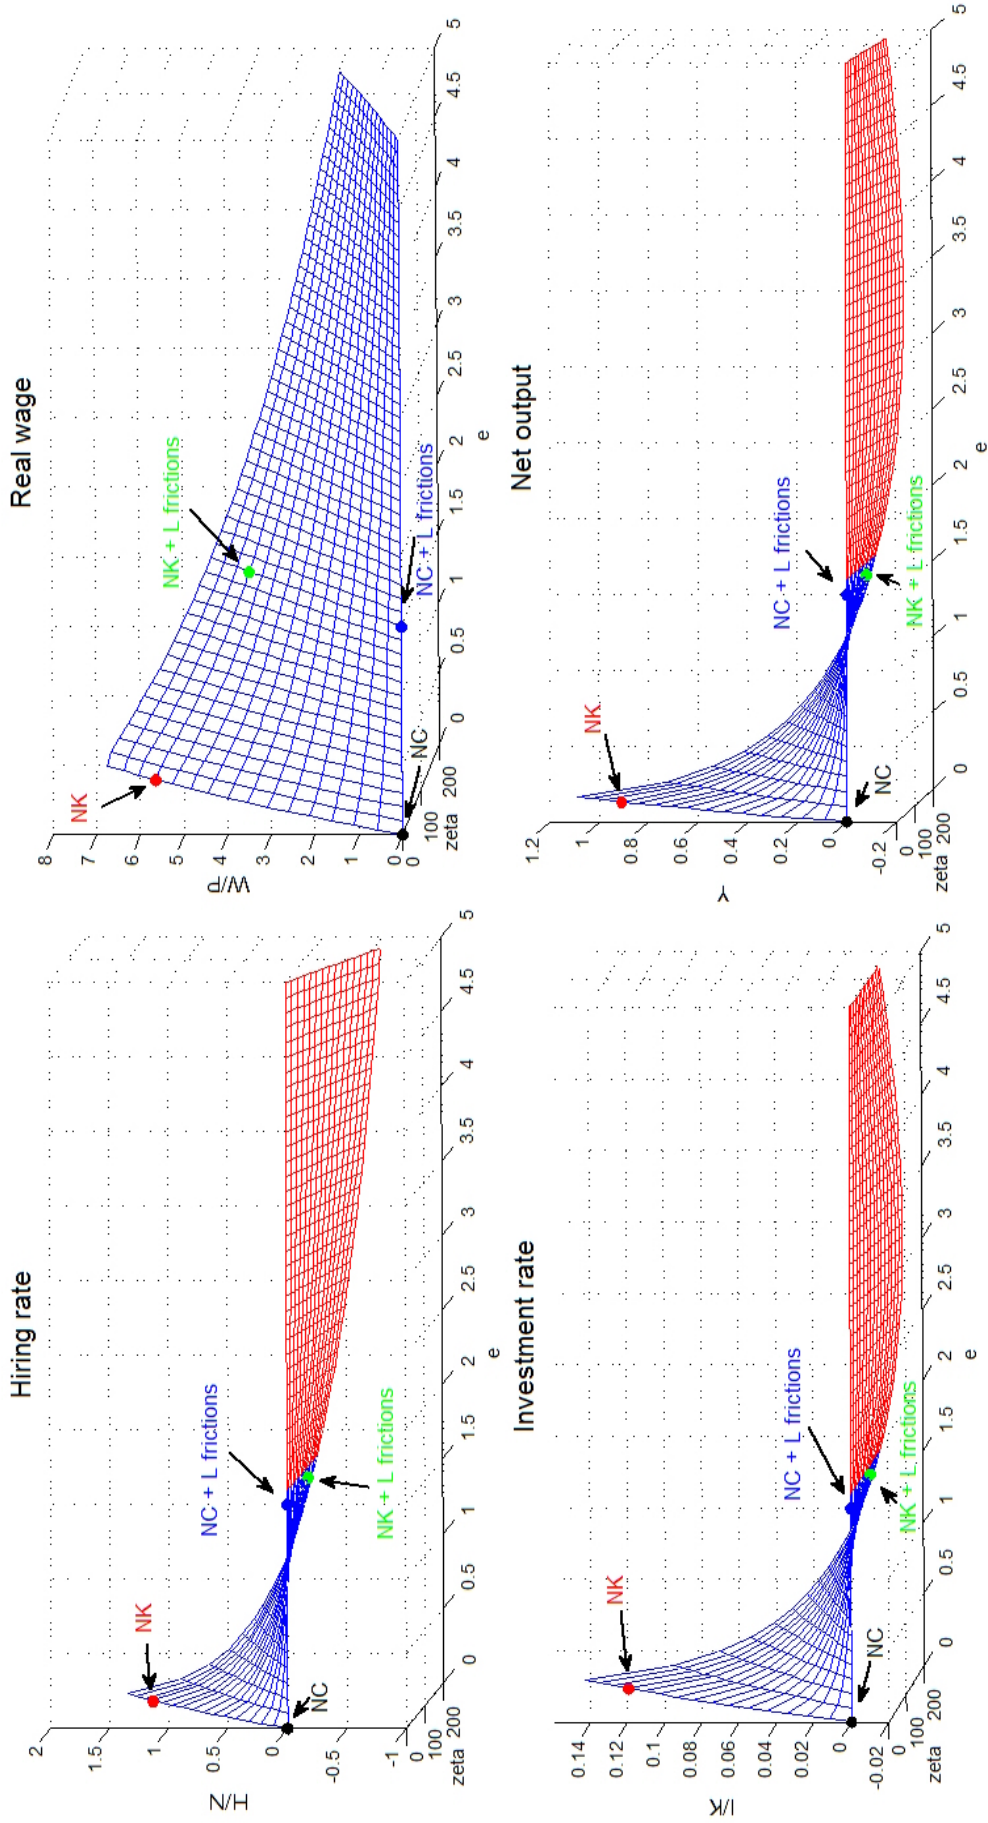 Hiring rate
2
1.5
1
0.5
0
-0.5
-1
H/N
0
100
200
zeta
0
0.5
1
1.5
2
2.5
3
3.5
4
4.5
5
e
NK
NC + L frictions
NK + L frictions
NC
Real wage
8
7
6
5
4
3
2
1
0
W/P
0
100
200
zeta
0
0.5
1
1.5
2
2.5
3
3.5
4
4.5
5
e
NK
NK + L frictions
NC + L frictions
NC
Investment rate
0.14
0.12
0.1
0.08
0.06
0.04
0.02
0
-0.02
I/K
0
100
200
zeta
0
0.5
1
1.5
2
2.5
3
3.5
4
4.5
5
e
NK
NC + L frictions
NK + L frictions
NC
Net output
1.2
1
0.8
0.6
0.4
0.2
0
-0.2
Y
0
100
200
zeta
0
0.5
1
1.5
2
2.5
3
3.5
4
4.5
5
e
NK
NC + L frictions
NK + L frictions
NC